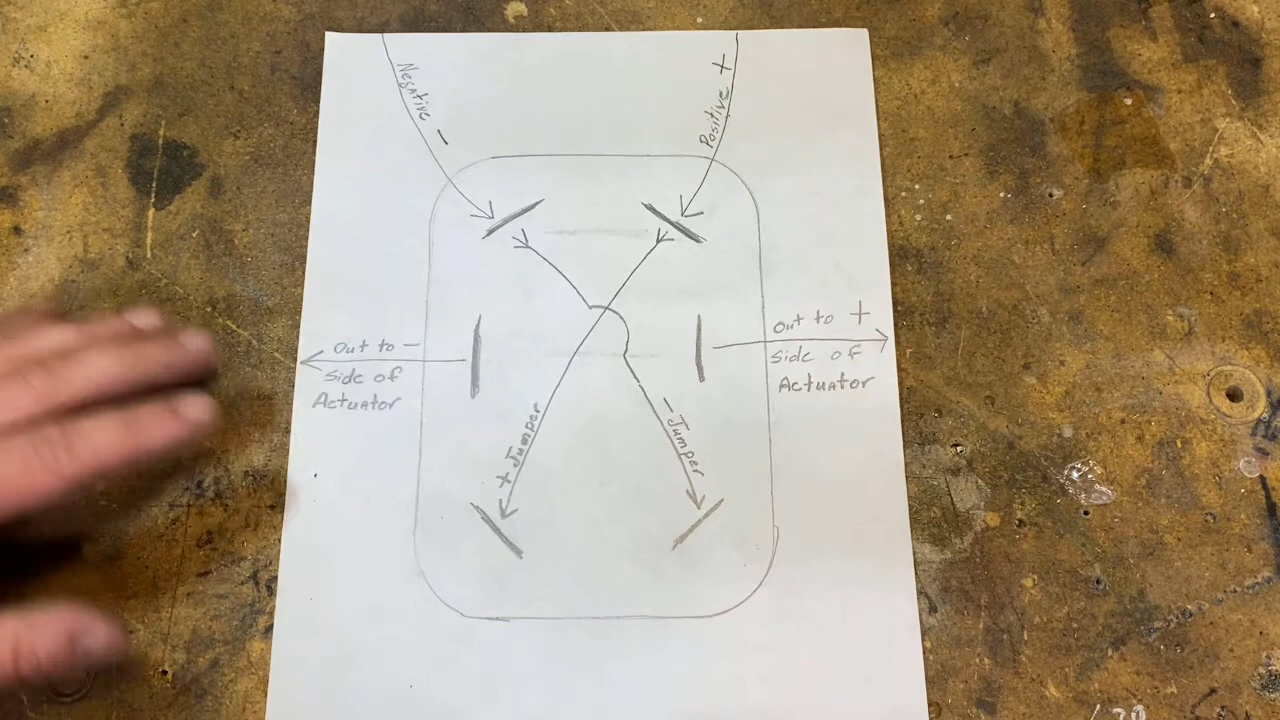 Negative -
Positive +
Out to -
Side of
Actuator
Out to +
Side of
Actuator
+ Jumper
- Jumper